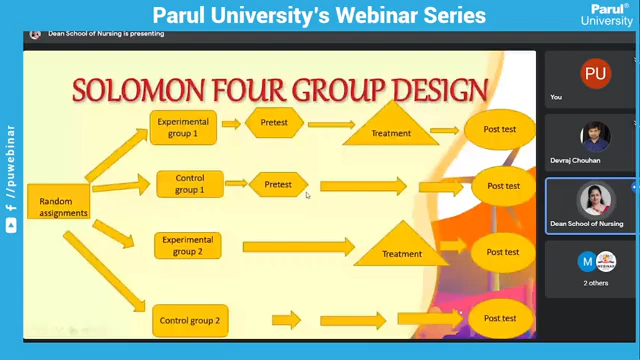 Parul University's Webinar Series
Parul®
University
Dean School of Nursing is presenting
SOLOMON FOUR GROUP DESIGN
Random
assignments
Experimental
group 1
Pretest
Treatment
Post test
Control
group 1
Pretest
Post test
Experimental
group 2
Treatment
Post test
Control group 2
Post test
PU
You
Devraj Chouhan
Dean School of Nursing
M
2 others
/puwebinar